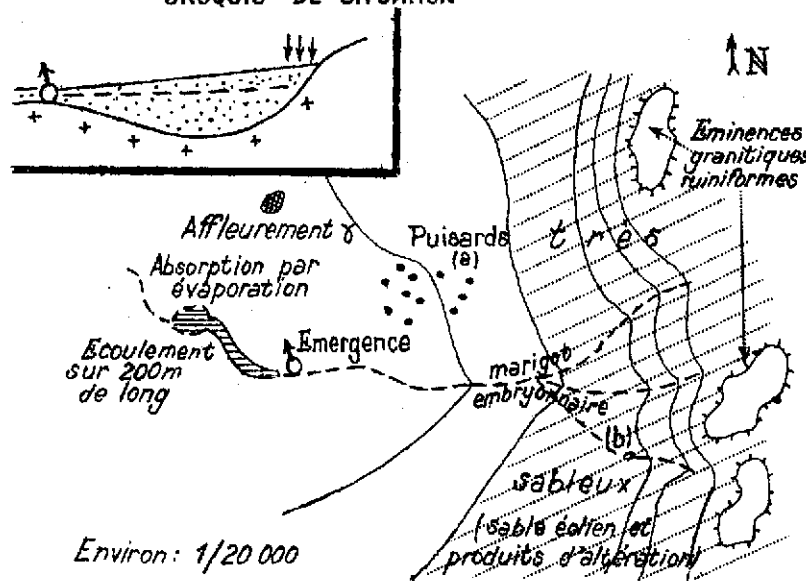 CROQUIS DE SITUATION
N
Eminences
granitiques
ruiniformes
très
Affleurement γ
Puisards
(a)
Absorption par
évaporation
Emergence
Ecoulement
sur 200m
de long
marigot
embryonnaire
(b)
sableux
(sable éolien et
produits d'altération)
Environ: 1/20 000